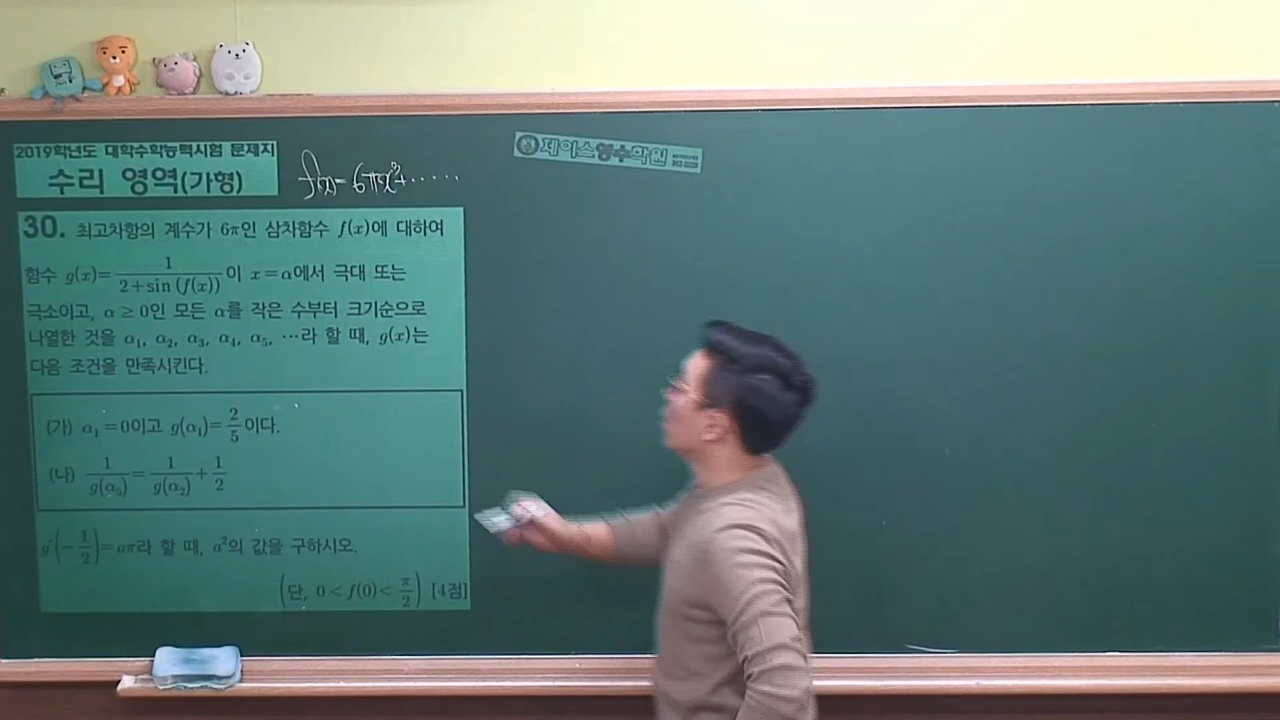 2019학년도 대학수학능력시험 문제지
수리 영역(가형)
f(x)=6πx³+······
제이스영수학원
30. 최고차항의 계수가 6π인 삼차함수 f(x)에 대하여
함수 g(x)=1/(2+sin(f(x)))이 x=α에서 극대 또는
극소이고, α≥0인 모든 α를 작은 수부터 크기순으로
나열한 것을 α₁, α₂, α₃, α₄, α₅, ⋯라 할 때, g(x)는
다음 조건을 만족시킨다.
(가) α₁=0이고 g(α₁)=2/5이다.
(나) 1/g(α₅)=1/g(α₂)+1/2
g′(−1/2)=aπ라 할 때, a²의 값을 구하시오.
(단, 0<f(0)<π/2) [4점]